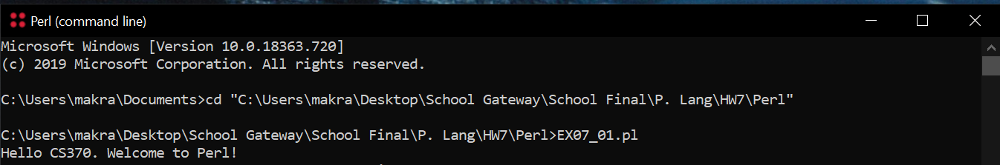 Perl (command line)
Microsoft Windows [Version 10.0.18363.720]
(c) 2019 Microsoft Corporation. All rights reserved.
C:\Users\makra\Documents>cd "C:\Users\makra\Desktop\School Gateway\School Final\P. Lang\HW7\Perl"
C:\Users\makra\Desktop\School Gateway\School Final\P. Lang\HW7\Perl>EX07_01.pl
Hello CS370. Welcome to Perl!